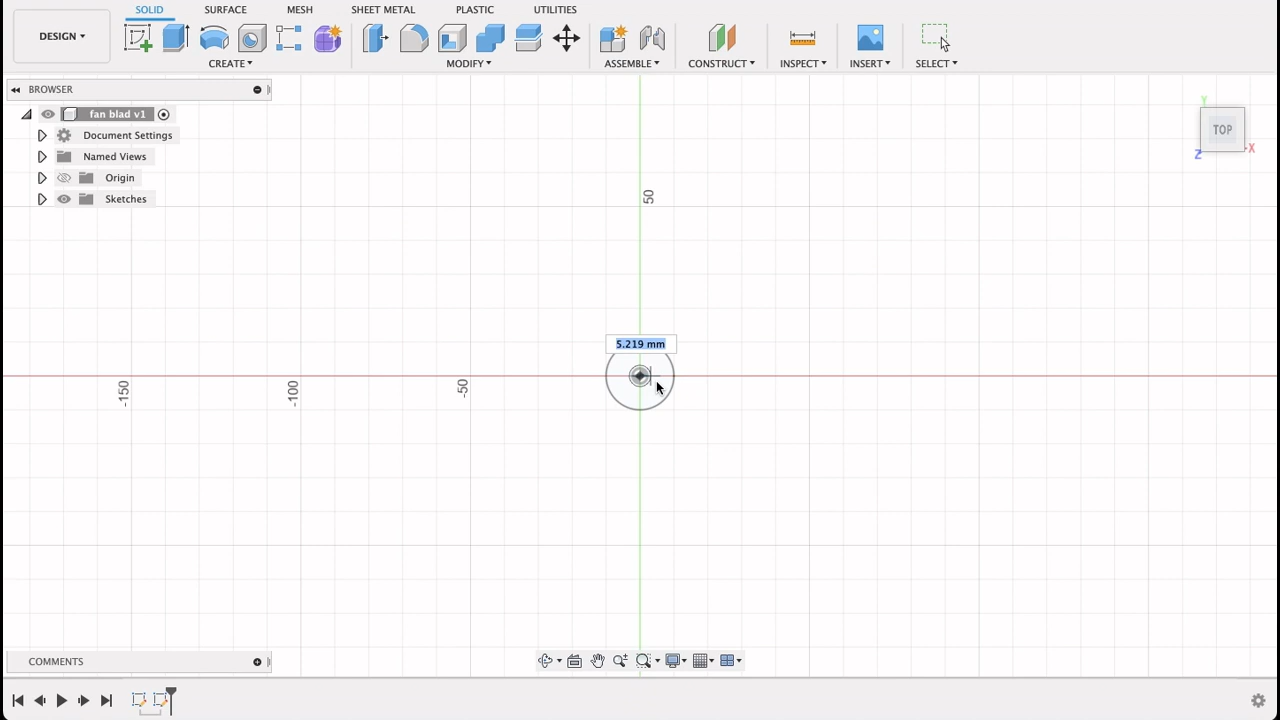 SOLID SURFACE MESH SHEET METAL PLASTIC UTILITIES
DESIGN
CREATE MODIFY ASSEMBLE CONSTRUCT INSPECT INSERT SELECT
BROWSER
fan blad v1
Document Settings
Named Views
Origin
Sketches
Y
TOP
X
Z
50
5.219 mm
-150
-100
-50
COMMENTS